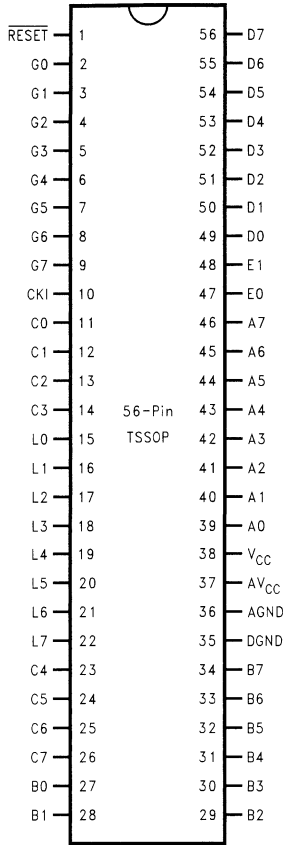 RESET 1 56 D7
G0 2 55 D6
G1 3 54 D5
G2 4 53 D4
G3 5 52 D3
G4 6 51 D2
G5 7 50 D1
G6 8 49 D0
G7 9 48 E1
CKI 10 47 E0
C0 11 46 A7
C1 12 45 A6
C2 13 44 A5
C3 14 56-Pin 43 A4
L0 15 TSSOP 42 A3
L1 16 41 A2
L2 17 40 A1
L3 18 39 A0
L4 19 38 VCC
L5 20 37 AVCC
L6 21 36 AGND
L7 22 35 DGND
C4 23 34 B7
C5 24 33 B6
C6 25 32 B5
C7 26 31 B4
B0 27 30 B3
B1 28 29 B2